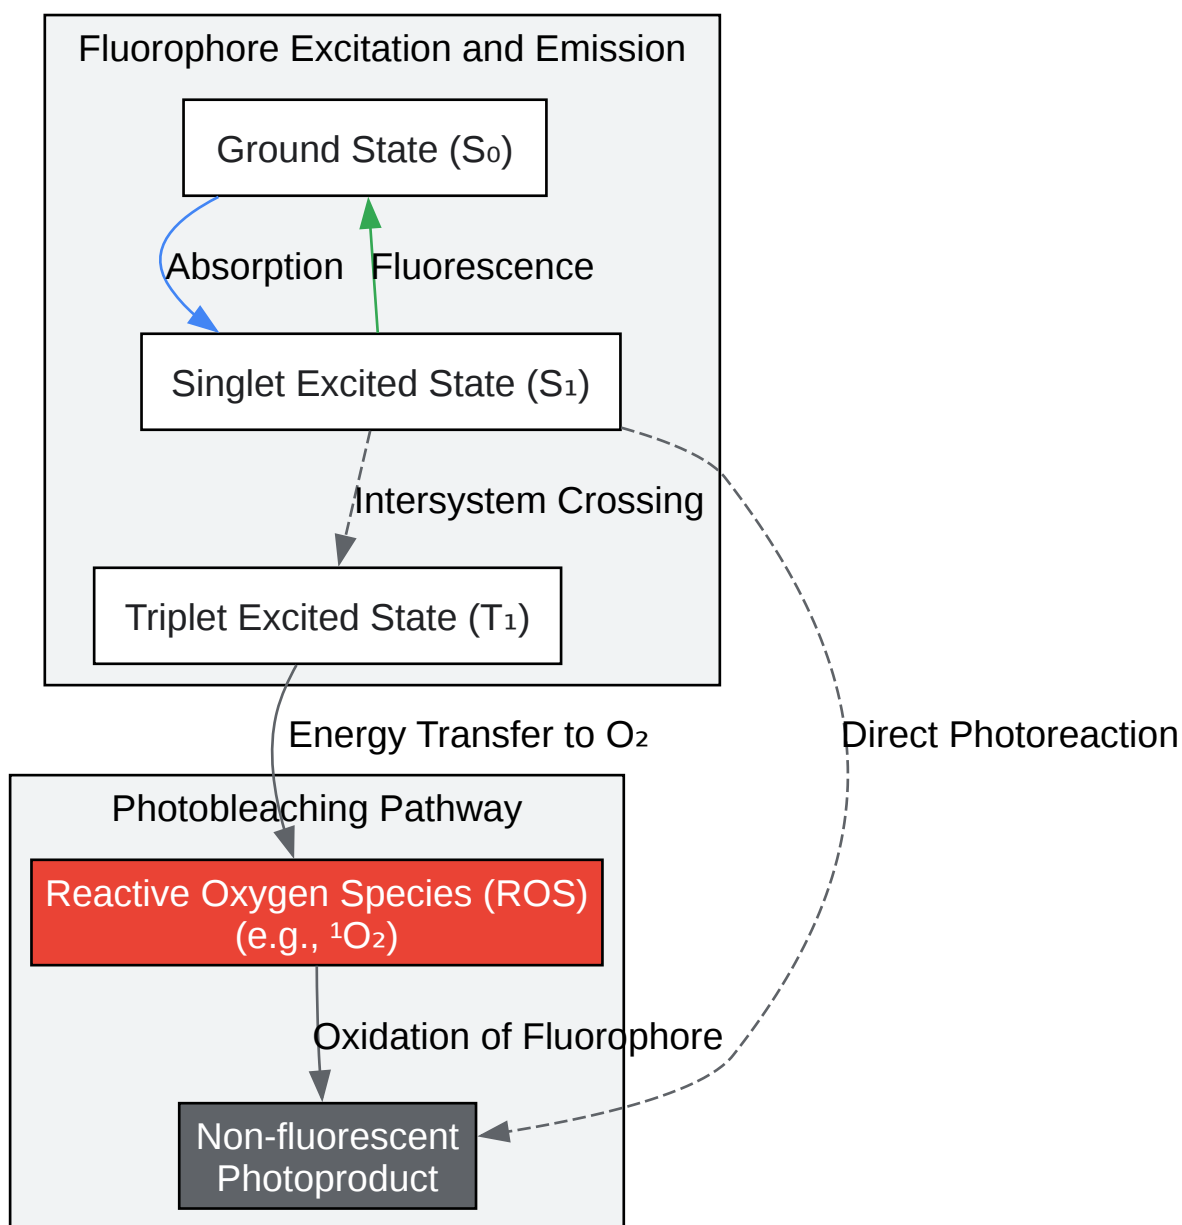 Fluorophore Excitation and Emission
Ground State (S₀)
Absorption
Fluorescence
Singlet Excited State (S₁)
Intersystem Crossing
Triplet Excited State (T₁)
Energy Transfer to O₂
Direct Photoreaction
Photobleaching Pathway
Reactive Oxygen Species (ROS)
(e.g., ¹O₂)
Oxidation of Fluorophore
Non-fluorescent
Photoproduct